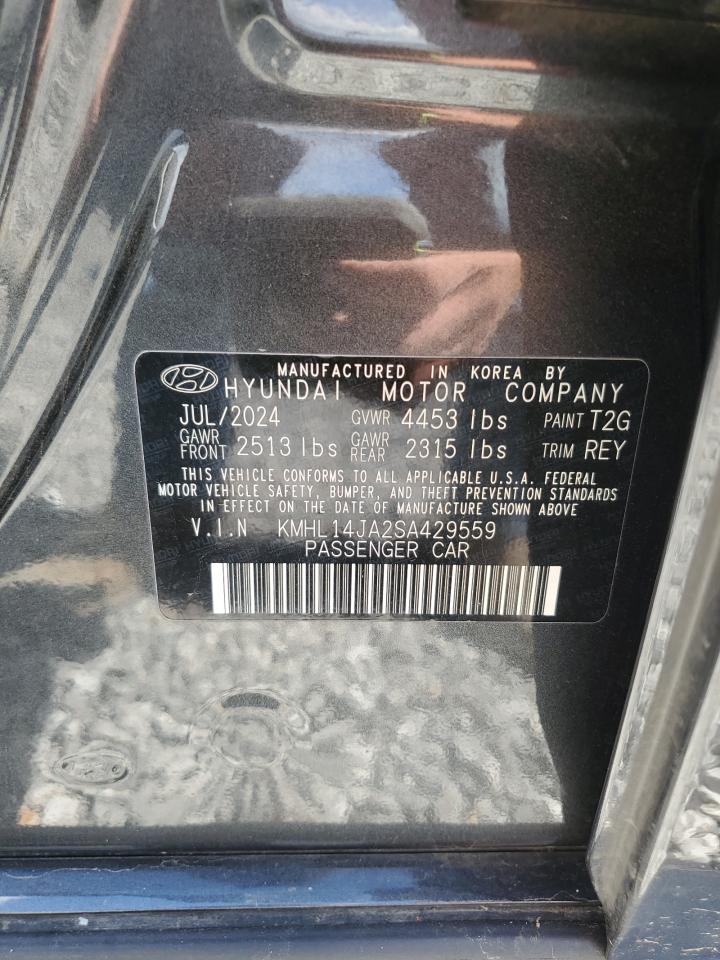 MANUFACTURED IN KOREA BY
HYUNDAI MOTOR COMPANY
JUL/2024 GVWR 4453 lbs PAINT T2G
GAWR FRONT 2513 lbs GAWR REAR 2315 lbs TRIM REY
THIS VEHICLE CONFORMS TO ALL APPLICABLE U.S.A. FEDERAL
MOTOR VEHICLE SAFETY, BUMPER, AND THEFT PREVENTION STANDARDS
IN EFFECT ON THE DATE OF MANUFACTURE SHOWN ABOVE
V.I.N KMHL14JA2SA429559
PASSENGER CAR